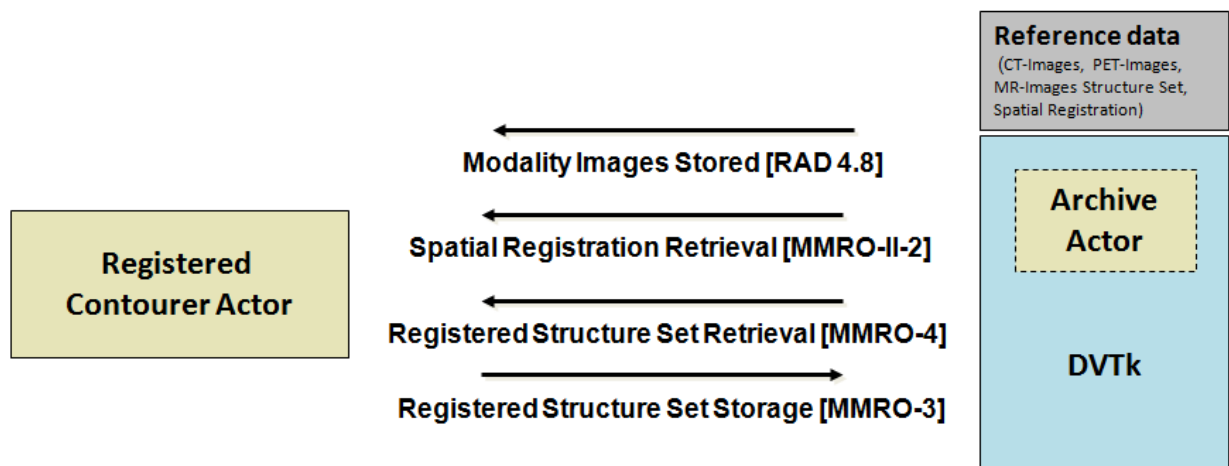 Reference data
(CT-Images, PET-Images,
MR-Images Structure Set,
Spatial Registration)
Modality Images Stored [RAD 4.8]
Archive
Actor
Spatial Registration Retrieval [MMRO-II-2]
Registered
Contourer Actor
Registered Structure Set Retrieval [MMRO-4]
DVTk
Registered Structure Set Storage [MMRO-3]